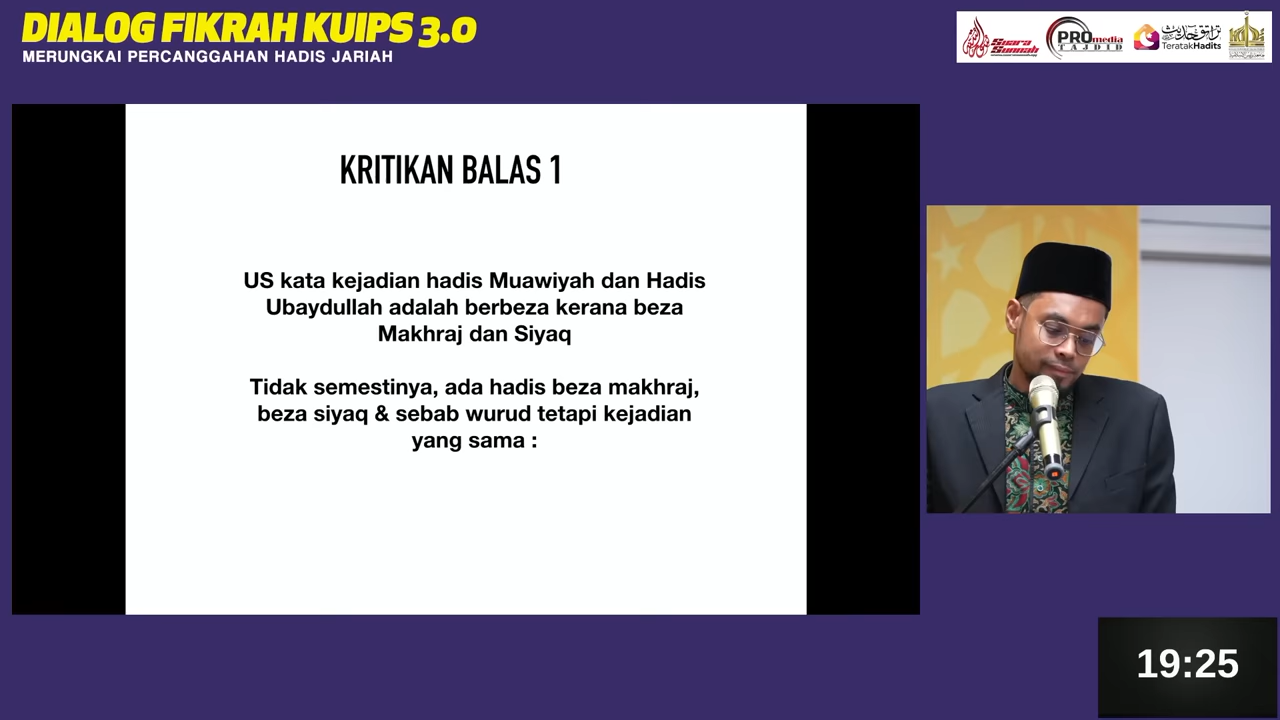 DIALOG FIKRAH KUIPS 3.0
MERUNGKAI PERCANGGAHAN HADIS JARIAH
Suara
Sunnah
PROmedia
TAJDID
TeratakHadits
KRITIKAN BALAS 1
US kata kejadian hadis Muawiyah dan Hadis
Ubaydullah adalah berbeza kerana beza
Makhraj dan Siyaq
Tidak semestinya, ada hadis beza makhraj,
beza siyaq & sebab wurud tetapi kejadian
yang sama :
19:25